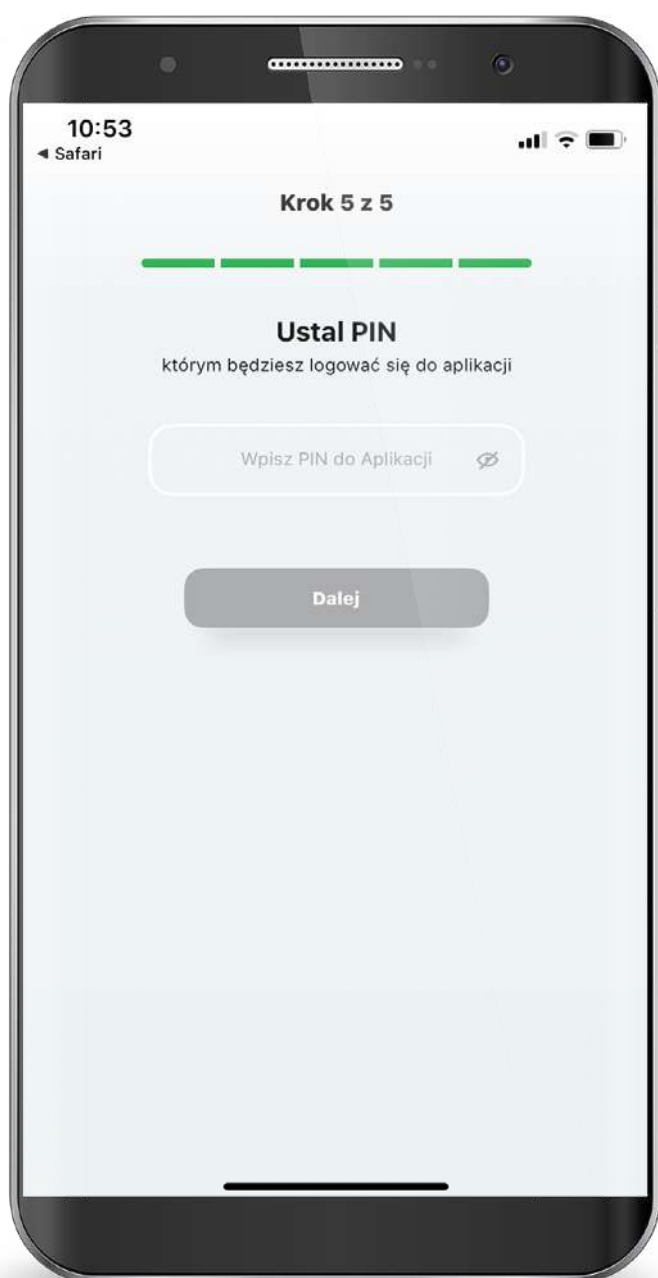 10:53
◀ Safari
Krok 5 z 5
Ustal PIN
którym będziesz logować się do aplikacji
Wpisz PIN do Aplikacji
Dalej